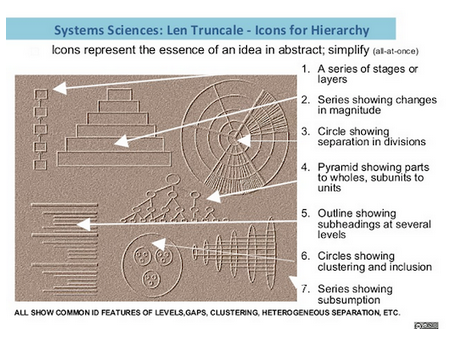 Systems Sciences: Len Truncale - Icons for Hierarchy
Icons represent the essence of an idea in abstract; simplify (all-at-once)
1. A series of stages or
layers
2. Series showing changes
in magnitude
3. Circle showing
separation in divisions
4. Pyramid showing parts
to wholes, subunits to
units
5. Outline showing
subheadings at several
levels
6. Circles showing
clustering and inclusion
7. Series showing
subsumption
ALL SHOW COMMON ID FEATURES OF LEVELS,GAPS, CLUSTERING, HETEROGENEOUS SEPARATION, ETC.